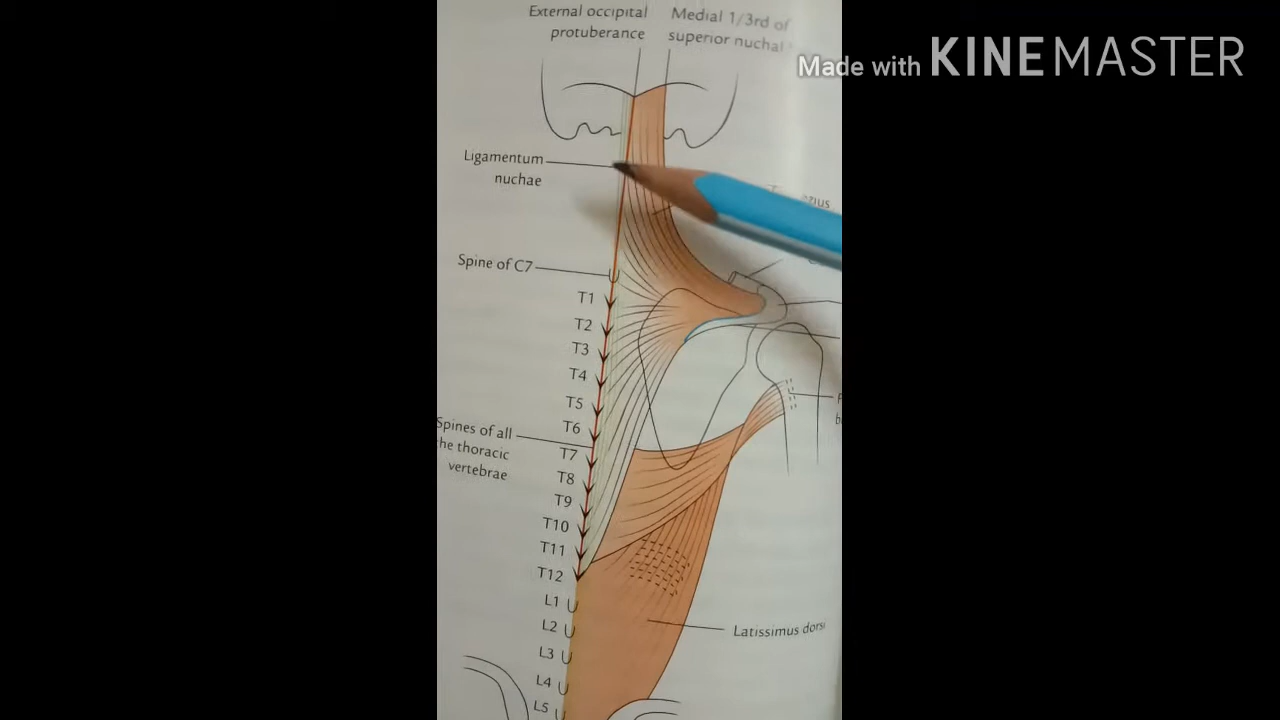 External occipital
protuberance
Medial 1/3rd of
superior nuchal
Made with KINEMASTER
Ligamentum
nuchae
Spine of C7
T1
T2
T3
T4
T5
T6
Spines of all
the thoracic
vertebrae
T7
T8
T9
T10
T11
T12
L1
L2
L3
L4
L5
Latissimus dorsi